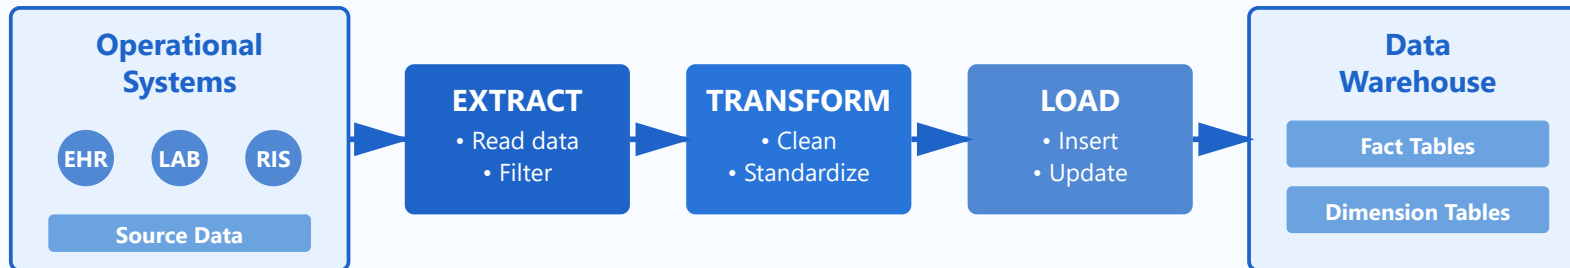 Operational
Systems
EHR LAB RIS
Source Data
EXTRACT
• Read data
• Filter
TRANSFORM
• Clean
• Standardize
LOAD
• Insert
• Update
Data
Warehouse
Fact Tables
Dimension Tables